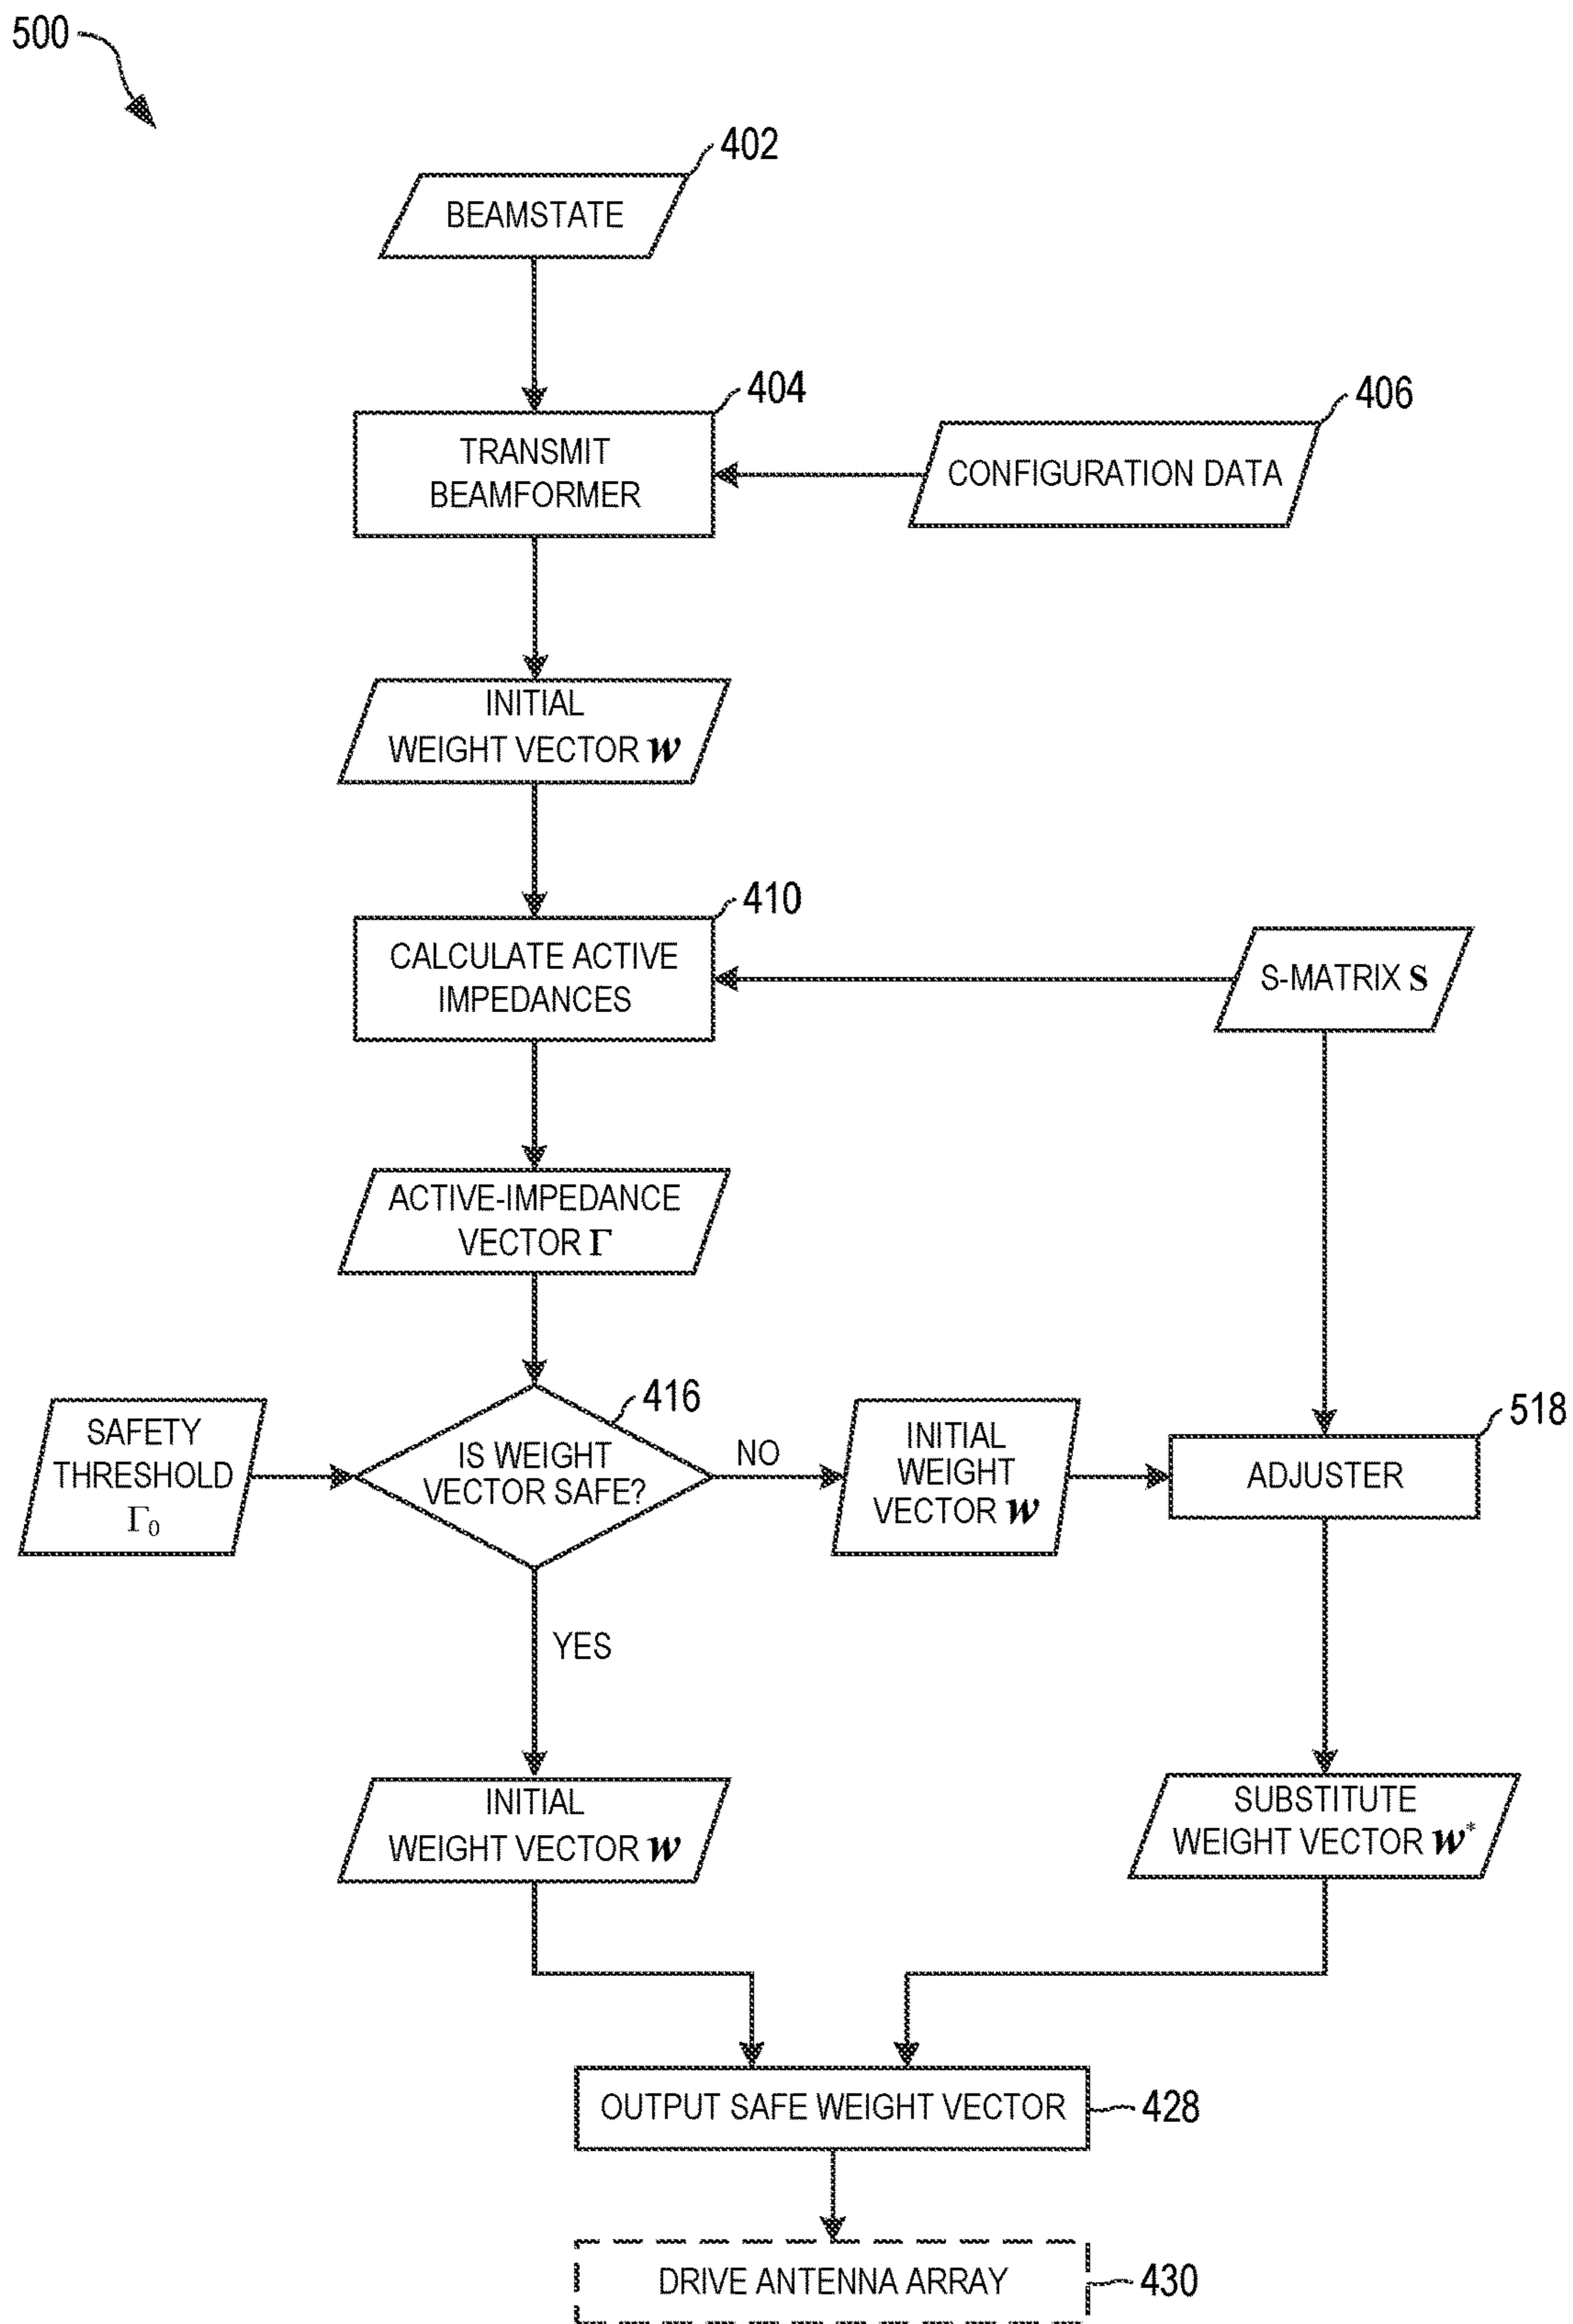 500
402
BEAMSTATE
404
406
TRANSMIT
BEAMFORMER
CONFIGURATION DATA
INITIAL
WEIGHT VECTOR w
410
CALCULATE ACTIVE
IMPEDANCES
S-MATRIX S
ACTIVE-IMPEDANCE
VECTOR Γ
416
518
SAFETY
THRESHOLD
Γ₀
IS WEIGHT
VECTOR SAFE?
NO
INITIAL
WEIGHT
VECTOR w
ADJUSTER
YES
INITIAL
WEIGHT VECTOR w
SUBSTITUTE
WEIGHT VECTOR w*
OUTPUT SAFE WEIGHT VECTOR
428
DRIVE ANTENNA ARRAY
430